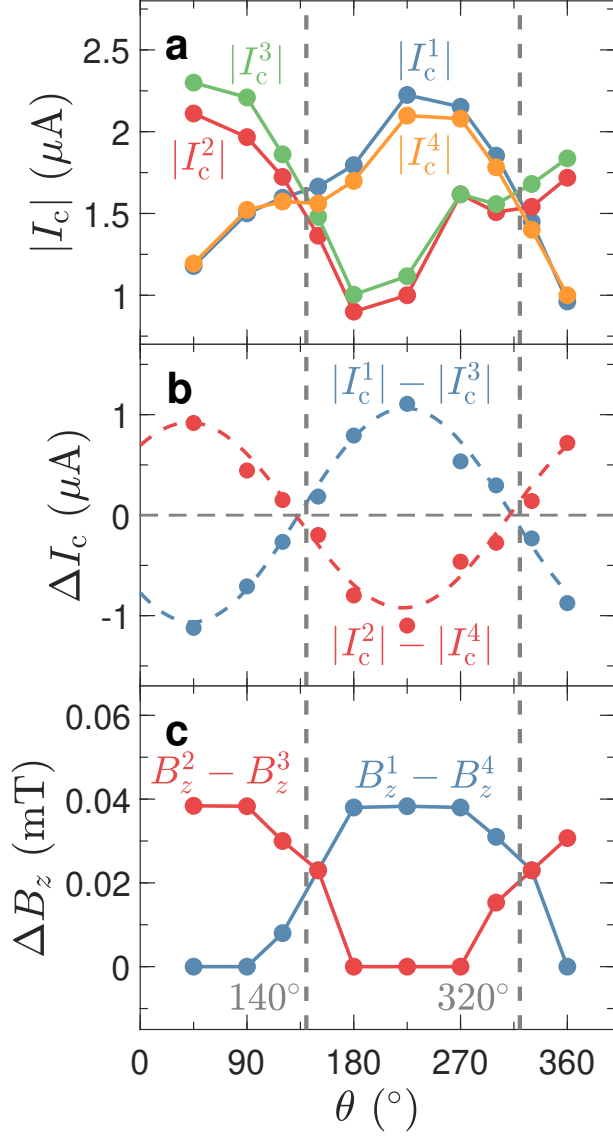 a
|I_c^3|
|I_c^1|
|I_c^2|
|I_c^4|
|I_c| (μA)
2.5
2
1.5
1
b
|I_c^1| − |I_c^3|
|I_c^2| − |I_c^4|
ΔI_c (μA)
1
0
-1
c
B_z^2 − B_z^3
B_z^1 − B_z^4
ΔB_z (mT)
0.06
0.04
0.02
0
140°
320°
0 90 180 270 360
θ (°)